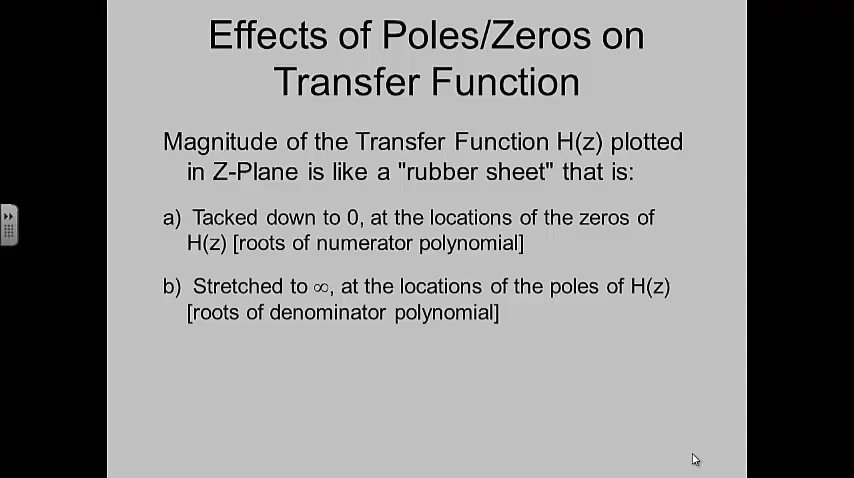 Effects of Poles/Zeros on
Transfer Function
Magnitude of the Transfer Function H(z) plotted
in Z-Plane is like a "rubber sheet" that is:
a) Tacked down to 0, at the locations of the zeros of
H(z) [roots of numerator polynomial]
b) Stretched to ∞, at the locations of the poles of H(z)
[roots of denominator polynomial]